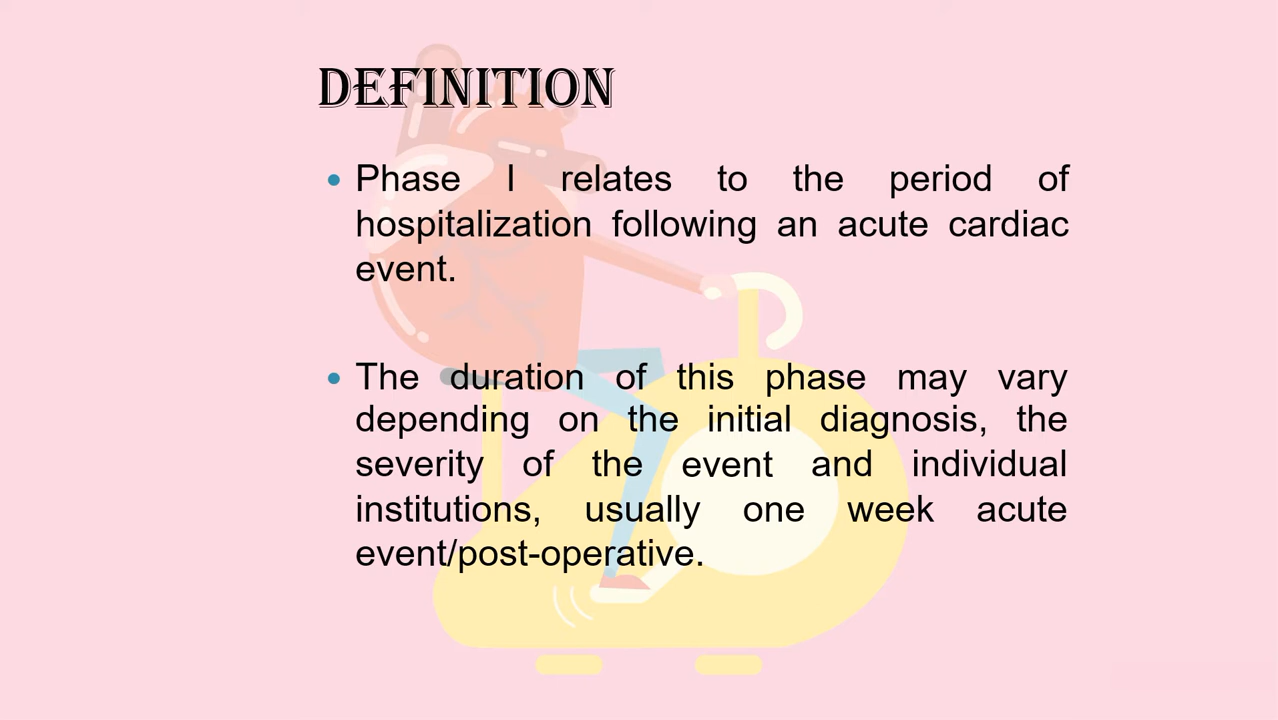 DEFINITION
• Phase I relates to the period of
hospitalization following an acute cardiac
event.
• The duration of this phase may vary
depending on the initial diagnosis, the
severity of the event and individual
institutions, usually one week acute
event/post-operative.